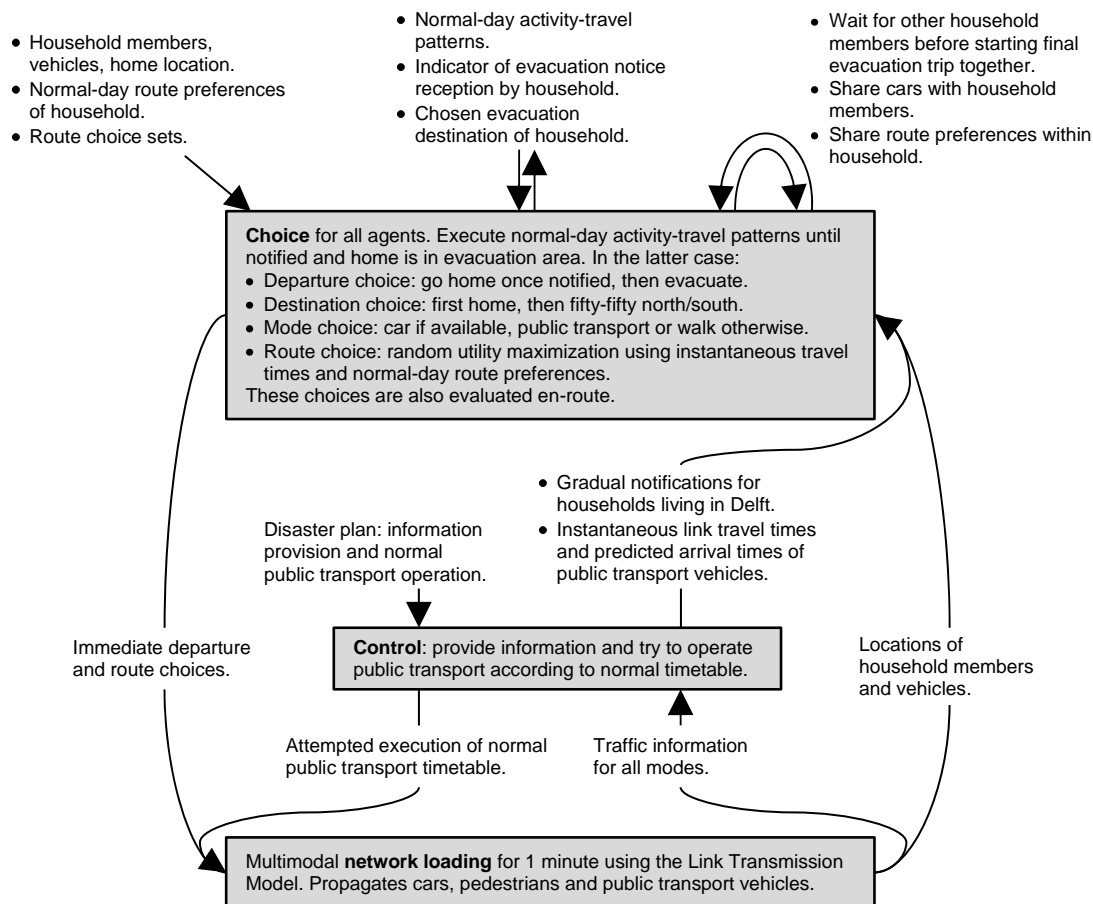 • Household members,
vehicles, home location.
• Normal-day route preferences
of household.
• Route choice sets.
• Normal-day activity-travel
patterns.
• Indicator of evacuation notice
reception by household.
• Chosen evacuation
destination of household.
• Wait for other household
members before starting final
evacuation trip together.
• Share cars with household
members.
• Share route preferences within
household.
Choice for all agents. Execute normal-day activity-travel patterns until
notified and home is in evacuation area. In the latter case:
• Departure choice: go home once notified, then evacuate.
• Destination choice: first home, then fifty-fifty north/south.
• Mode choice: car if available, public transport or walk otherwise.
• Route choice: random utility maximization using instantaneous travel
times and normal-day route preferences.
These choices are also evaluated en-route.
• Gradual notifications for
households living in Delft.
• Instantaneous link travel times
and predicted arrival times of
public transport vehicles.
Disaster plan: information
provision and normal
public transport operation.
Immediate departure
and route choices.
Control: provide information and try to operate
public transport according to normal timetable.
Locations of
household members
and vehicles.
Attempted execution of normal
public transport timetable.
Traffic information
for all modes.
Multimodal network loading for 1 minute using the Link Transmission
Model. Propagates cars, pedestrians and public transport vehicles.